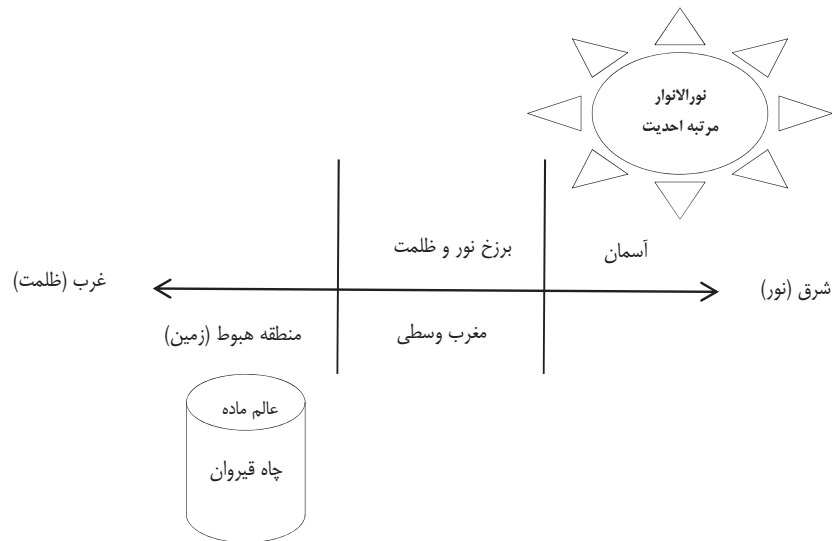 نورالانوار
مرتبه احدیت
آسمان
برزخ نور و ظلمت
شرق (نور)
غرب (ظلمت)
مغرب وسطی
منطقه هبوط (زمین)
عالم ماده
چاه قیروان